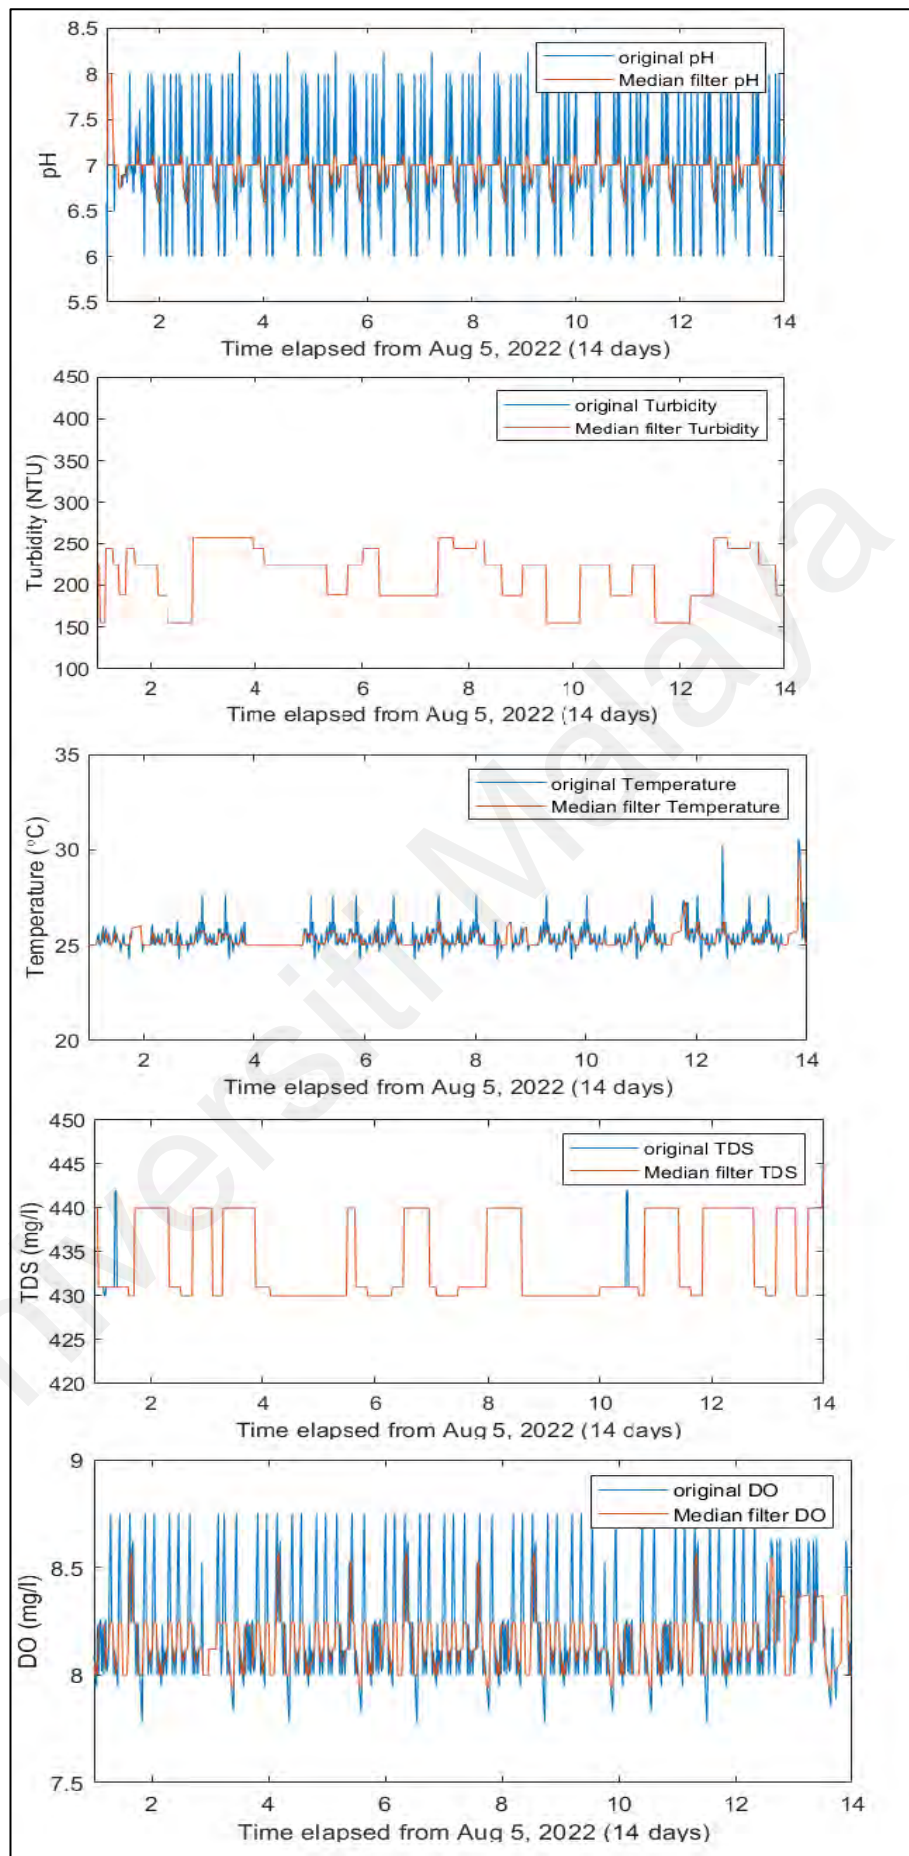 8.5
8
7.5
7
6.5
6
5.5
pH
original pH
Median filter pH
2 4 6 8 10 12 14
Time elapsed from Aug 5, 2022 (14 days)
450
400
350
300
250
200
150
100
Turbidity (NTU)
original Turbicity
Median filter Turbidity
2 4 6 8 10 12 14
Time elapsed from Aug 5, 2022 (14 days)
35
30
25
20
Temperature (°C)
original Temperature
Median filter Temperature
2 4 6 8 10 12 14
Time elapsed from Aug 5, 2022 (14 days)
450
445
440
435
430
425
420
TDS (mg/l)
original TDS
Median filter TDS
2 4 6 8 10 12 14
Time elapsed from Aug 5, 2022 (14 days)
9
8.5
8
7.5
DO (mg/l)
original DO
Median filter DO
2 4 6 8 10 12 14
Time elapsed from Aug 5, 2022 (14 days)
Universiti Malaya